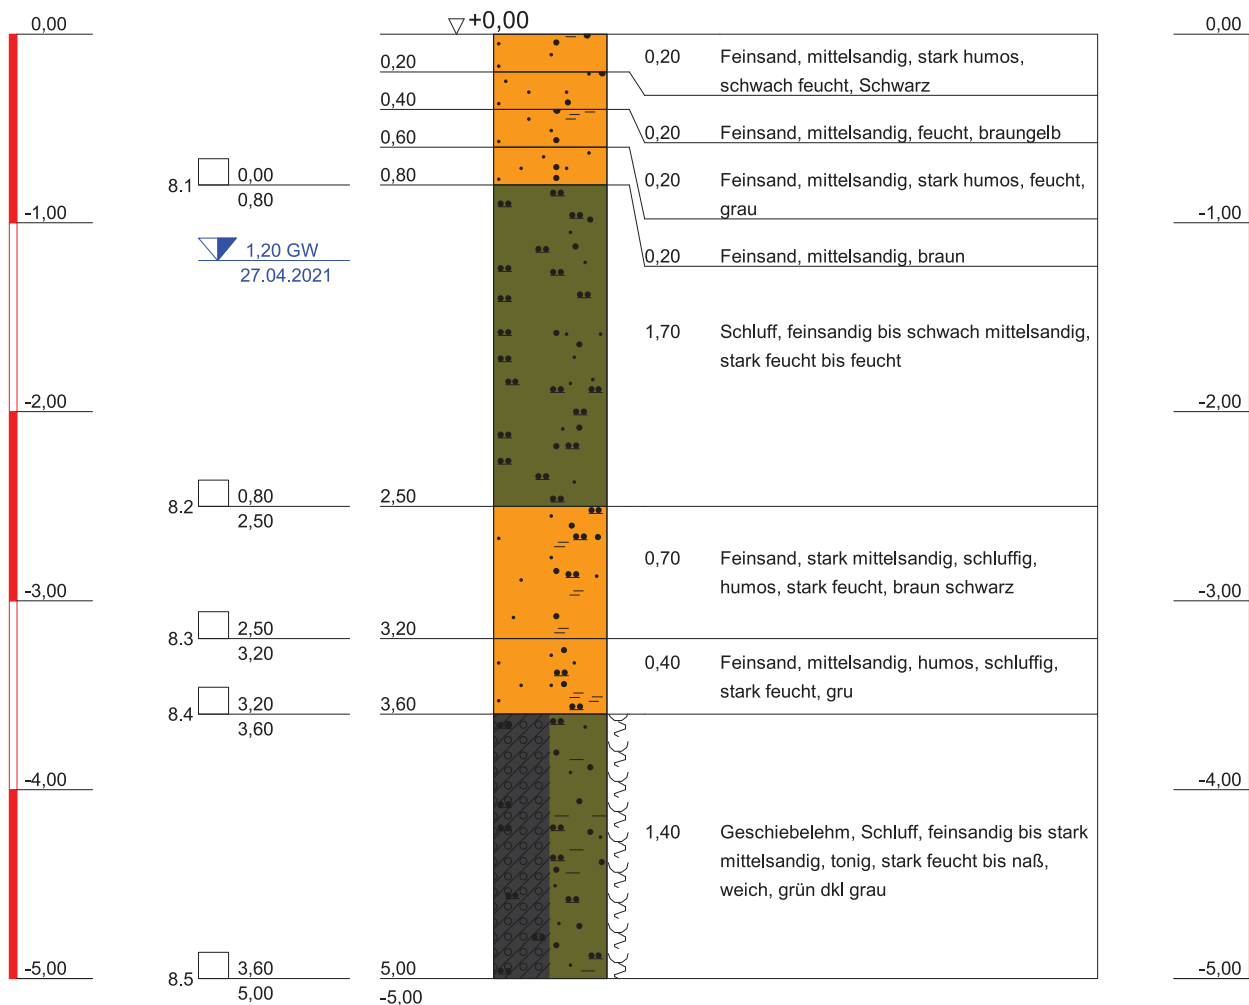 0,00
+0,00
0,00
0,20
0,20
Feinsand, mittelsandig, stark humos,
schwach feucht, Schwarz
0,40
0,20
Feinsand, mittelsandig, feucht, braungelb
0,60
8.1
0,00
0,80
0,80
0,20
Feinsand, mittelsandig, stark humos, feucht,
grau
-1,00
-1,00
1,20 GW
27.04.2021
0,20
Feinsand, mittelsandig, braun
1,70
Schluff, feinsandig bis schwach mittelsandig,
stark feucht bis feucht
-2,00
-2,00
8.2
0,80
2,50
2,50
0,70
Feinsand, stark mittelsandig, schluffig,
humos, stark feucht, braun schwarz
-3,00
-3,00
8.3
2,50
3,20
3,20
0,40
Feinsand, mittelsandig, humos, schluffig,
stark feucht, gru
8.4
3,20
3,60
3,60
-4,00
-4,00
1,40
Geschiebelehm, Schluff, feinsandig bis stark
mittelsandig, tonig, stark feucht bis naß,
weich, grün dkl grau
-5,00
-5,00
8.5
3,60
5,00
5,00
-5,00